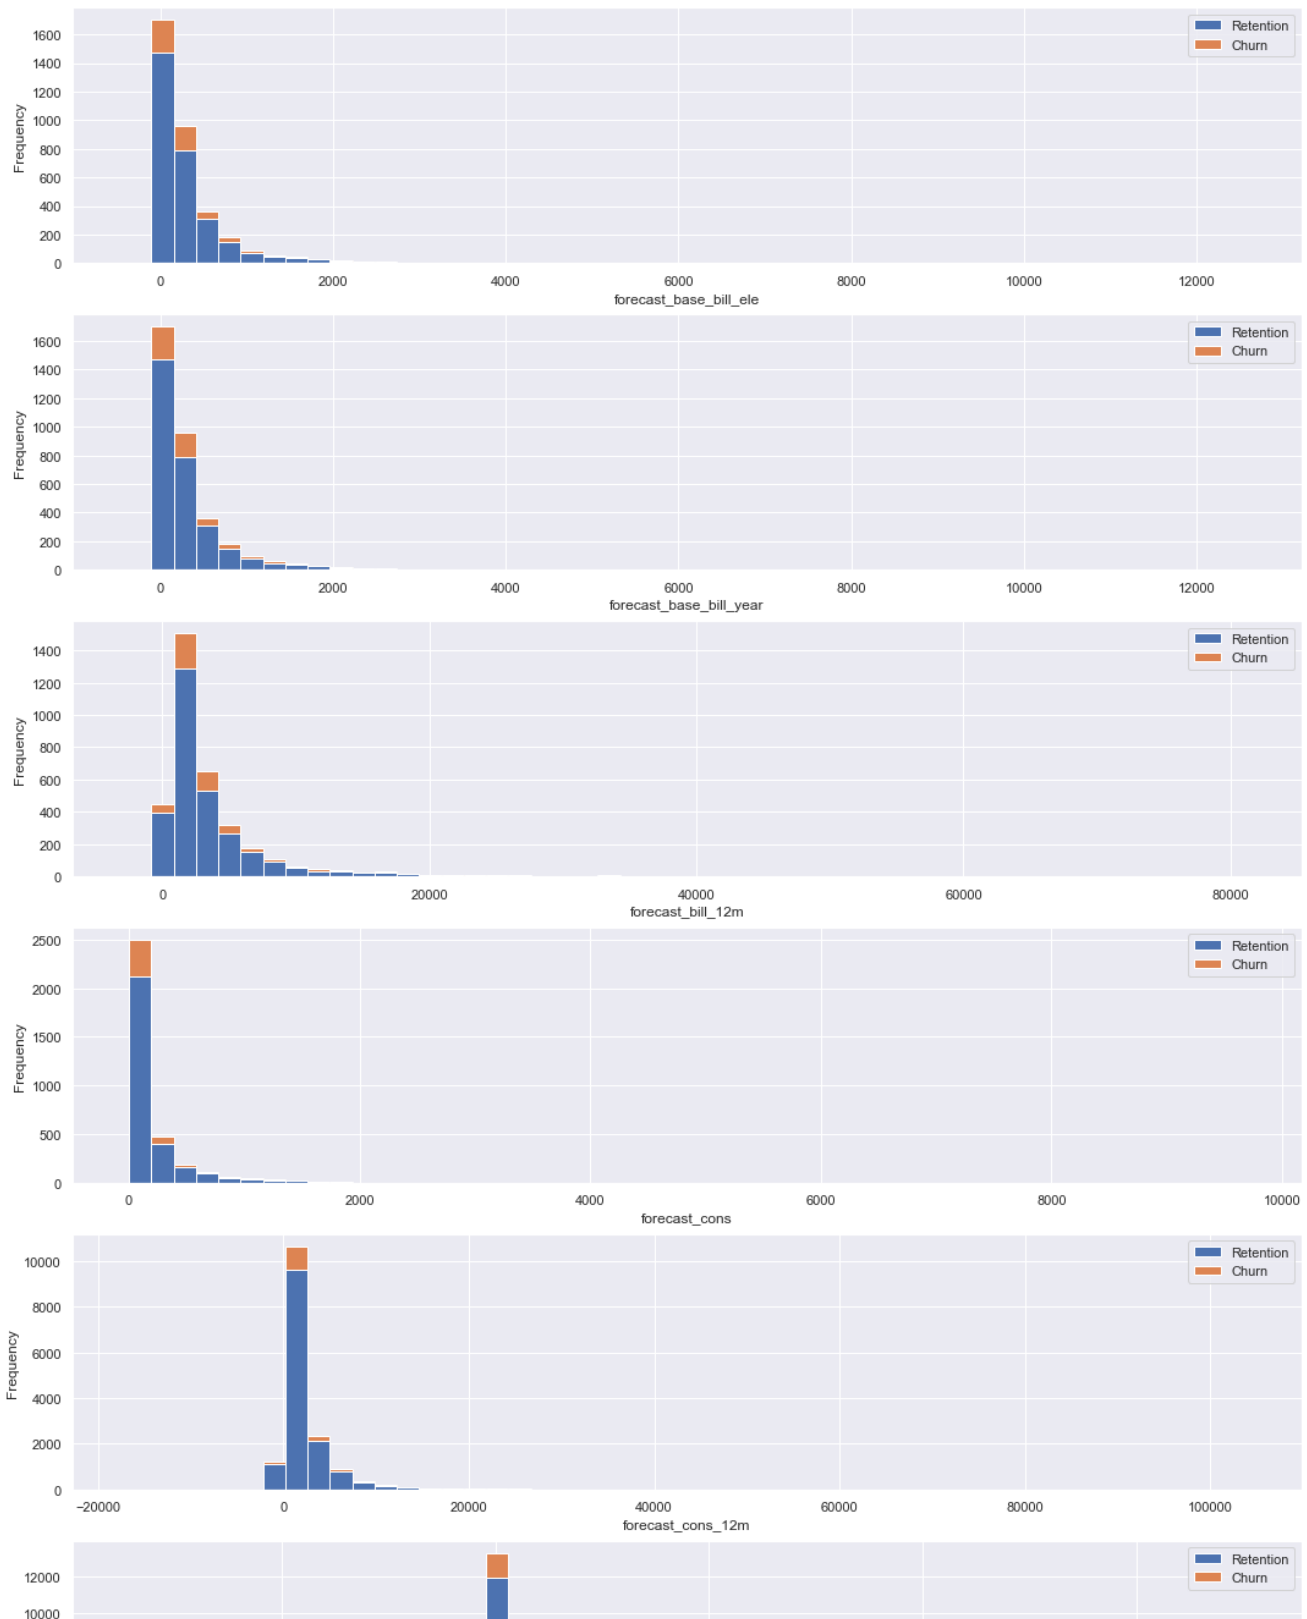 Retention
Churn
1600
1400
1200
1000
800
600
400
200
0
Frequency
0 2000 4000 6000 8000 10000 12000
forecast_base_bill_ele
Retention
Churn
1600
1400
1200
1000
800
600
400
200
0
Frequency
0 2000 4000 6000 8000 10000 12000
forecast_base_bill_year
Retention
Churn
1400
1200
1000
800
600
400
200
0
Frequency
0 20000 40000 60000 80000
forecast_bill_12m
Retention
Churn
2500
2000
1500
1000
500
0
Frequency
0 2000 4000 6000 8000 10000
forecast_cons
Retention
Churn
10000
8000
6000
4000
2000
0
Frequency
−20000 0 20000 40000 60000 80000 100000
forecast_cons_12m
Retention
Churn
12000
10000